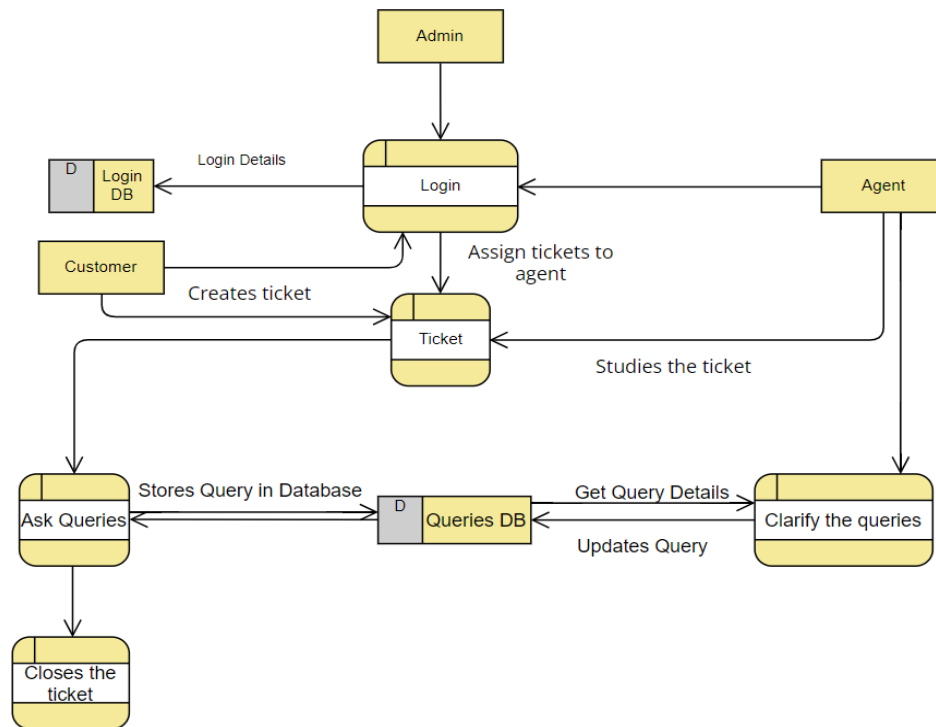 Admin
Login Details
D
Login
DB
Login
Agent
Customer
Assign tickets to
agent
Creates ticket
Ticket
Studies the ticket
Ask Queries
Stores Query in Database
D
Queries DB
Get Query Details
Updates Query
Clarify the queries
Closes the
ticket